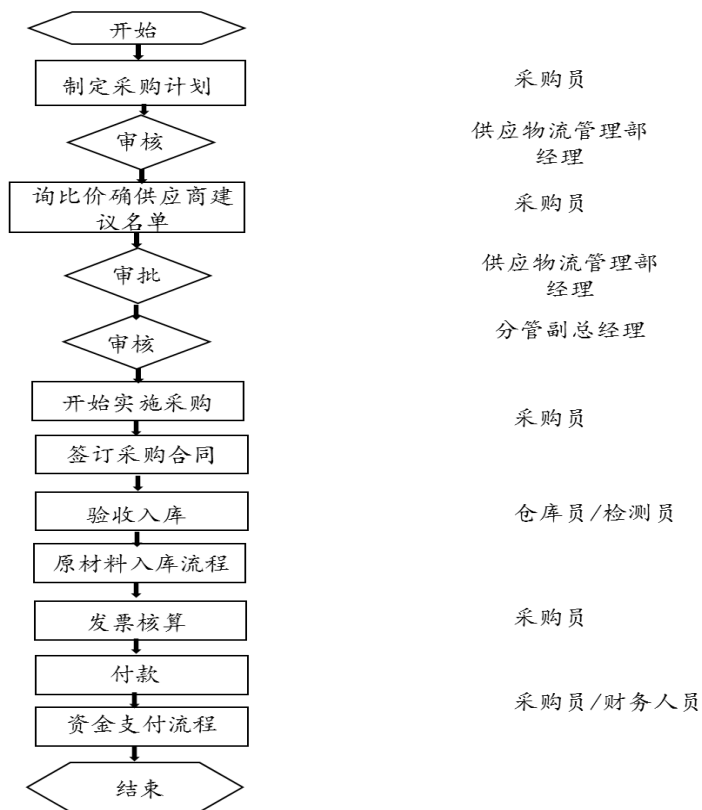 开始
制定采购计划
采购员
审核
供应物流管理部
经理
询比价确供应商建
议名单
采购员
审批
供应物流管理部
经理
审核
分管副总经理
开始实施采购
采购员
签订采购合同
验收入库
仓库员/检测员
原材料入库流程
发票核算
采购员
付款
采购员/财务人员
资金支付流程
结束